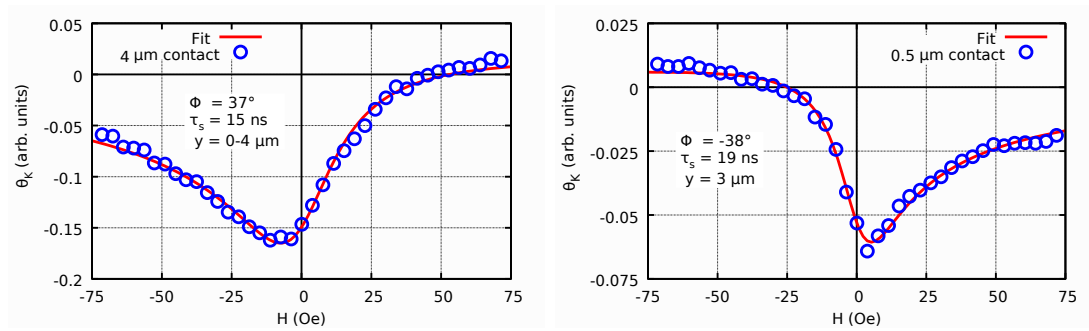 0.05
0
-0.05
-0.1
-0.15
-0.2
θK (arb. units)
Fit
4 µm contact
Φ = 37°
τs = 15 ns
y = 0-4 µm
-75 -50 -25 0 25 50 75
H (Oe)
0.025
0
-0.025
-0.05
-0.075
θK (arb. units)
Fit
0.5 µm contact
Φ = -38°
τs = 19 ns
y = 3 µm
-75 -50 -25 0 25 50 75
H (Oe)